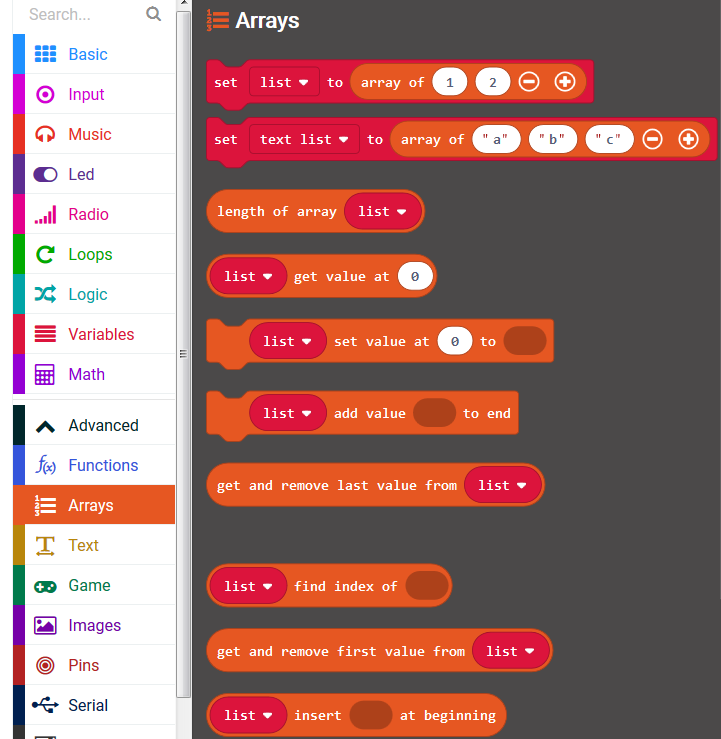 Search...
Basic
Input
Music
Led
Radio
Loops
Logic
Variables
Math
Advanced
Functions
Arrays
Text
Game
Images
Pins
Serial
Arrays
set list to array of 1 2
set text list to array of "a" "b" "c"
length of array list
list get value at 0
list set value at 0 to
list add value to end
get and remove last value from list
list find index of
get and remove first value from list
list insert at beginning